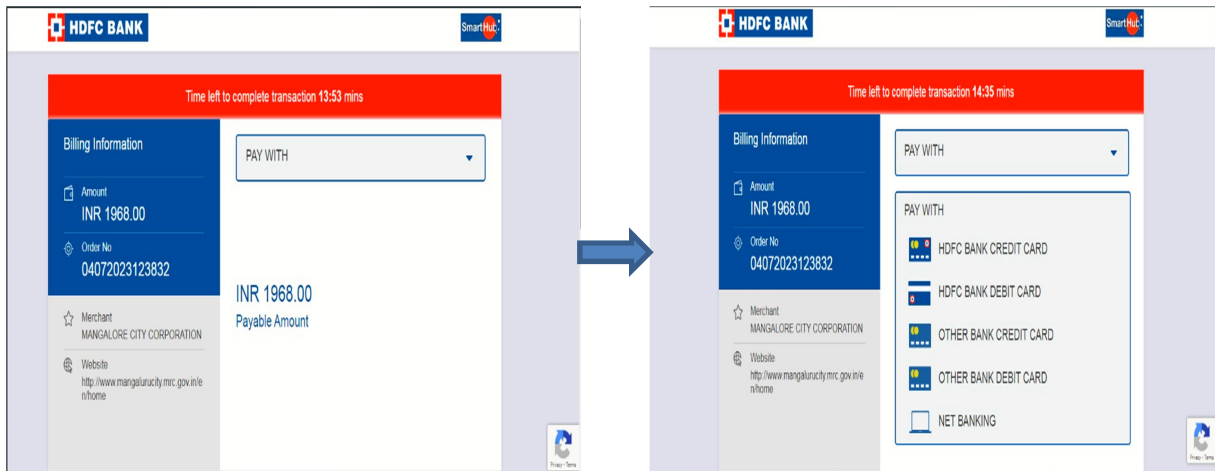 HDFC BANK
SmartHub
Time left to complete transaction 13:53 mins
Billing Information
Amount
INR 1968.00
Order No
04072023123832
Merchant
MANGALORE CITY CORPORATION
Website
http://www.mangalurucity.mrc.gov.in/e
n/home
PAY WITH
INR 1968.00
Payable Amount
Privacy - Terms
HDFC BANK
SmartHub
Time left to complete transaction 14:35 mins
Billing Information
Amount
INR 1968.00
Order No
04072023123832
Merchant
MANGALORE CITY CORPORATION
Website
http://www.mangalurucity.mrc.gov.in/e
n/home
PAY WITH
PAY WITH
HDFC BANK CREDIT CARD
HDFC BANK DEBIT CARD
OTHER BANK CREDIT CARD
OTHER BANK DEBIT CARD
NET BANKING
Privacy - Terms